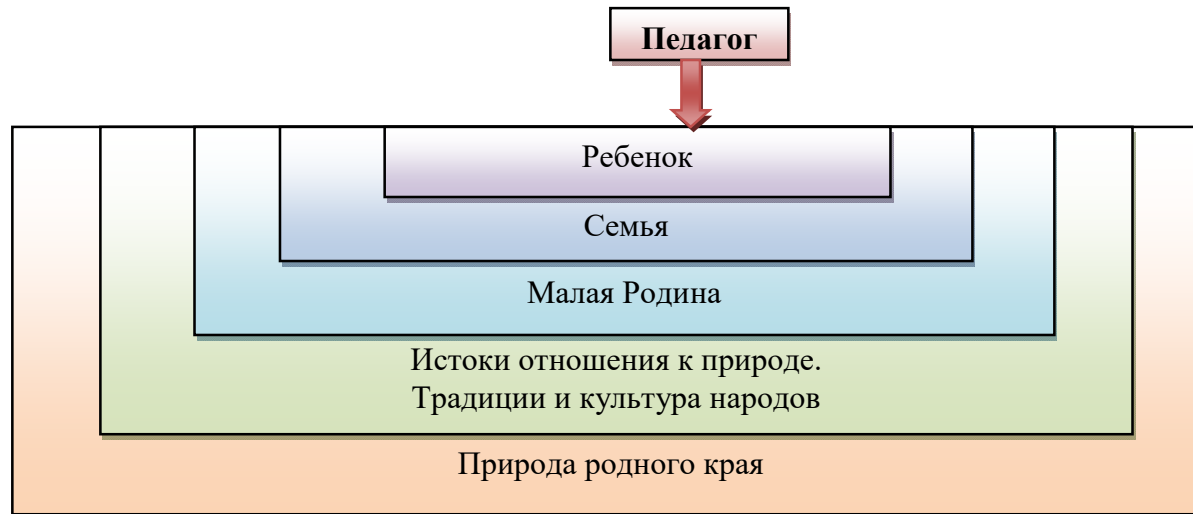 Педагог
Ребенок
Семья
Малая Родина
Истоки отношения к природе.
Традиции и культура народов
Природа родного края